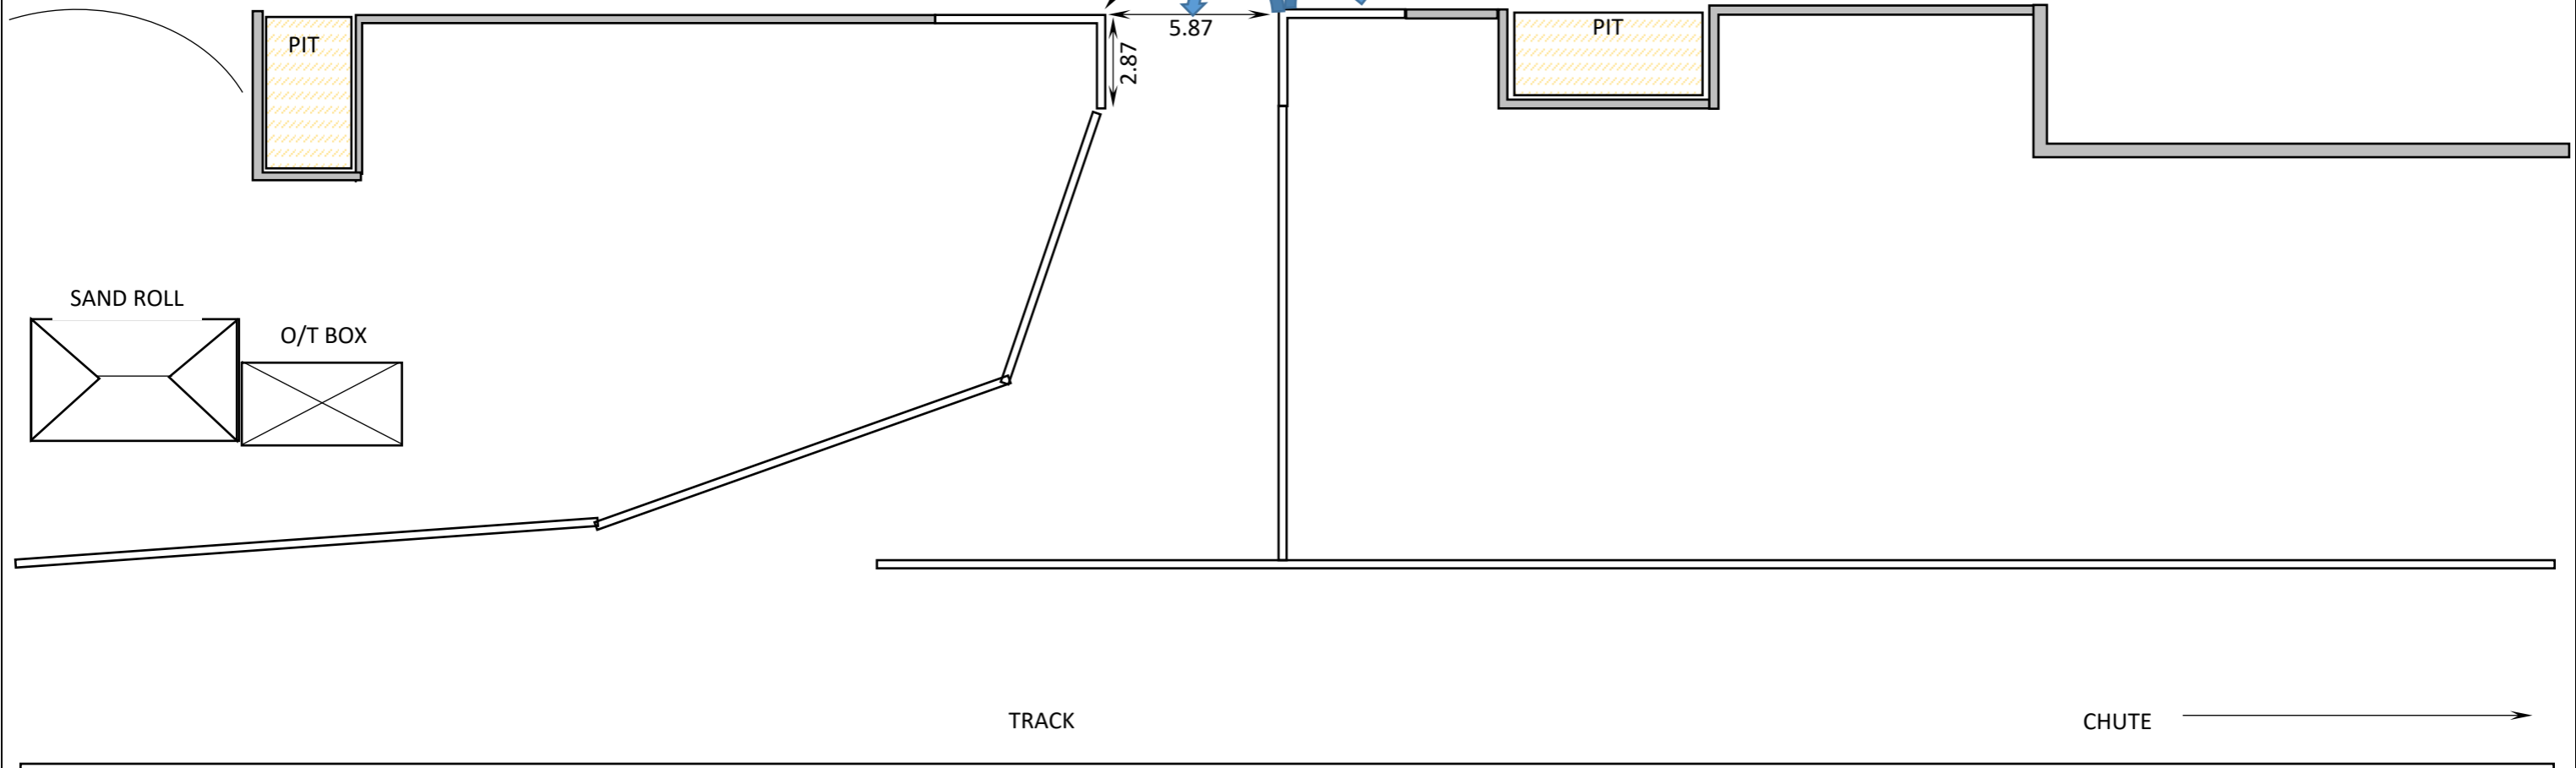 PIT
5.87
PIT
2.87
SAND ROLL
O/T BOX
TRACK
CHUTE